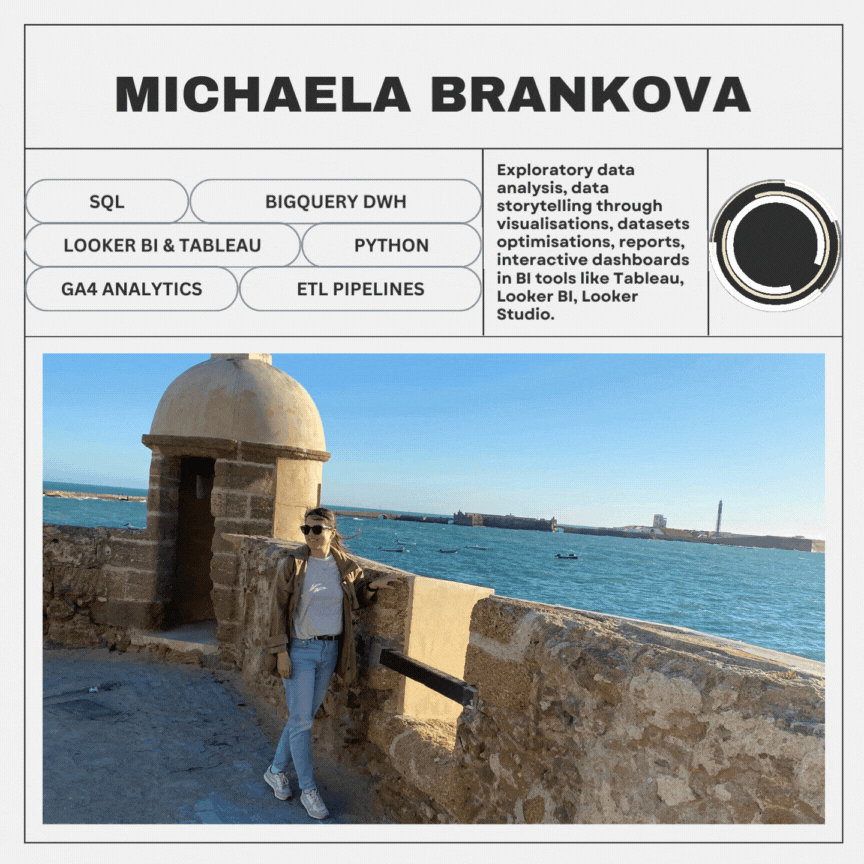 MICHAELA BRANKOVA
SQL
BIGQUERY DWH
LOOKER BI & TABLEAU
PYTHON
GA4 ANALYTICS
ETL PIPELINES
Exploratory data
analysis, data
storytelling through
visualisations, datasets
optimisations, reports,
interactive dashboards
in BI tools like Tableau,
Looker BI, Looker
Studio.